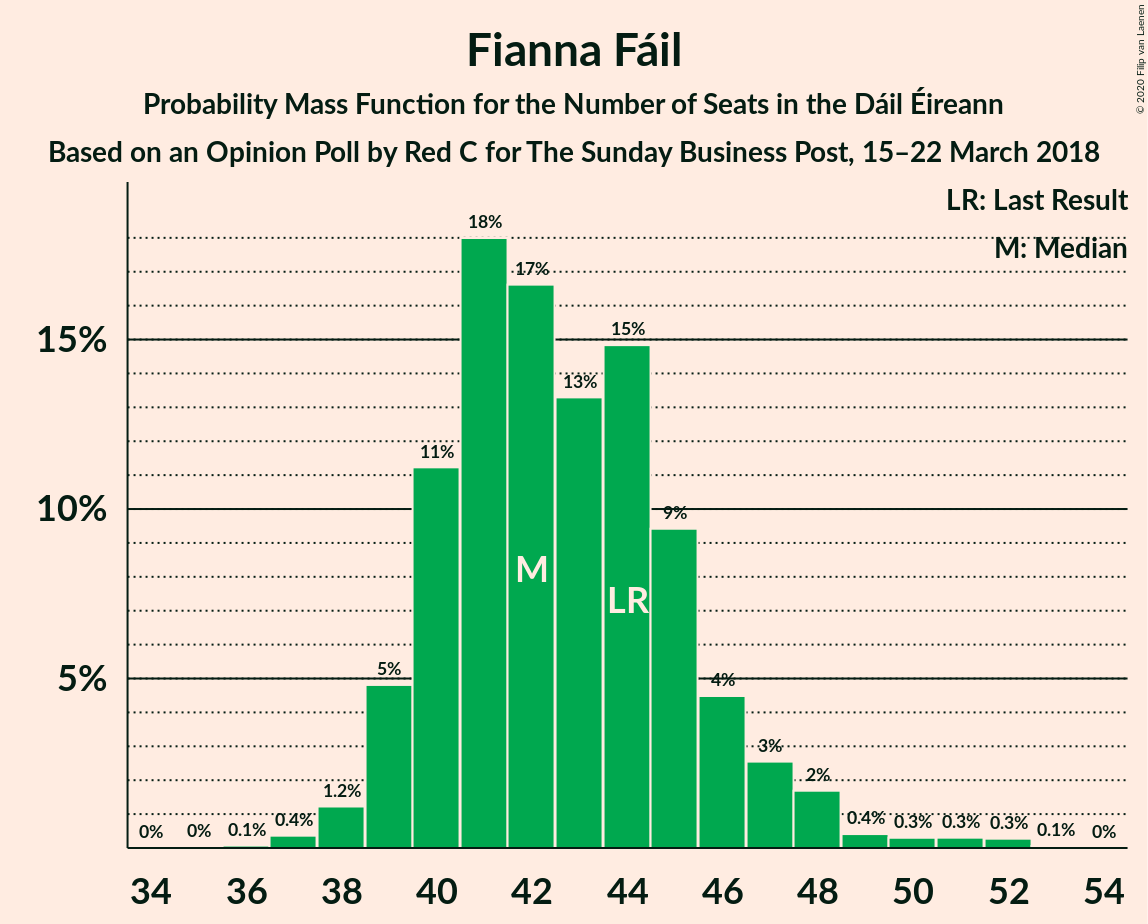 Fianna Fáil
Probability Mass Function for the Number of Seats in the Dáil Éireann
Based on an Opinion Poll by Red C for The Sunday Business Post, 15–22 March 2018
© 2020 Filip van Laenen
LR: Last Result
M: Median
15%
10%
5%
0%
0%
0.1%
0.4%
1.2%
5%
11%
18%
17%
13%
15%
9%
4%
3%
2%
0.4%
0.3%
0.3%
0.3%
0.1%
0%
M
LR
34 36 38 40 42 44 46 48 50 52 54